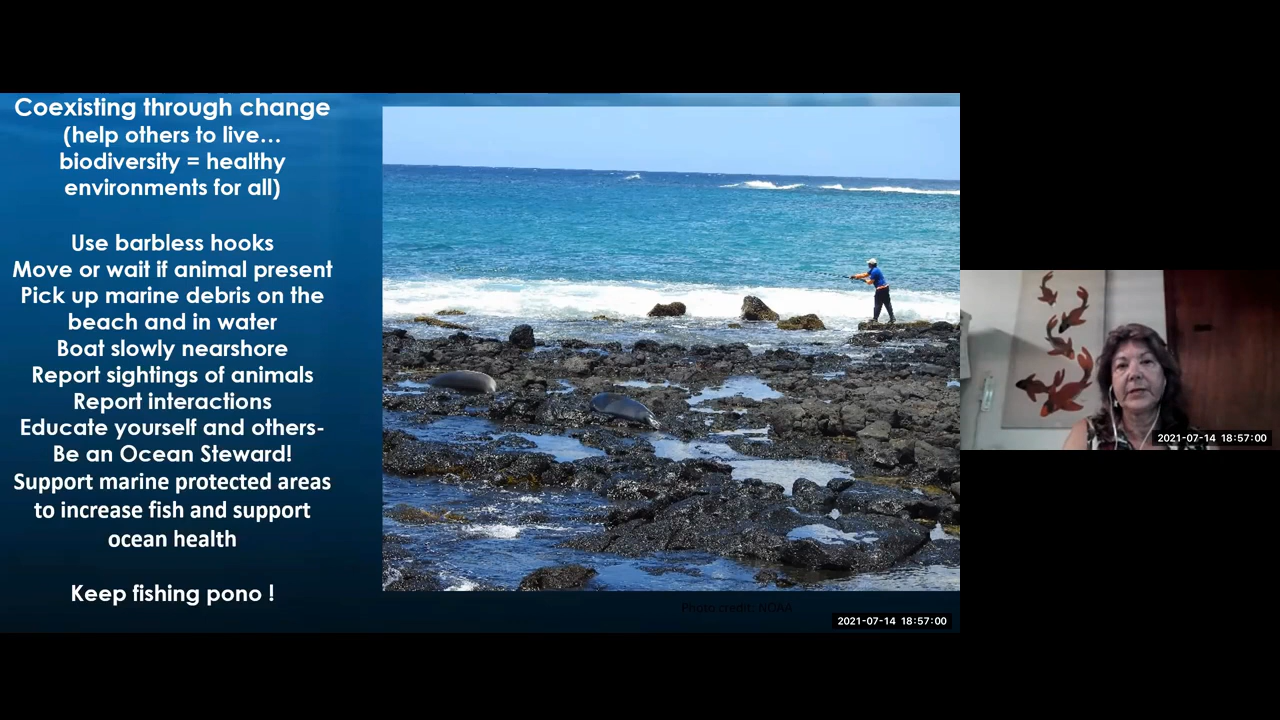 Coexisting through change
(help others to live…
biodiversity = healthy
environments for all)
Use barbless hooks
Move or wait if animal present
Pick up marine debris on the
beach and in water
Boat slowly nearshore
Report sightings of animals
Report interactions
Educate yourself and others-
Be an Ocean Steward!
Support marine protected areas
to increase fish and support
ocean health
Keep fishing pono !
Photo credit: NOAA
2021-07-14 18:57:00
2021-07-14 18:57:00